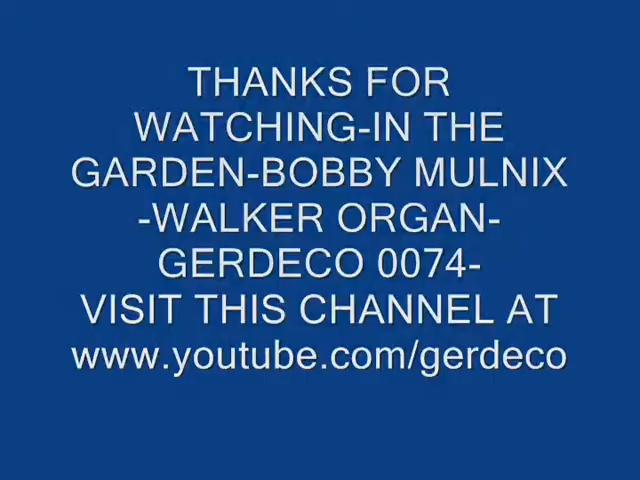 THANKS FOR
WATCHING-IN THE
GARDEN-BOBBY MULNIX
-WALKER ORGAN-
GERDECO 0074-
VISIT THIS CHANNEL AT
www.youtube.com/gerdeco